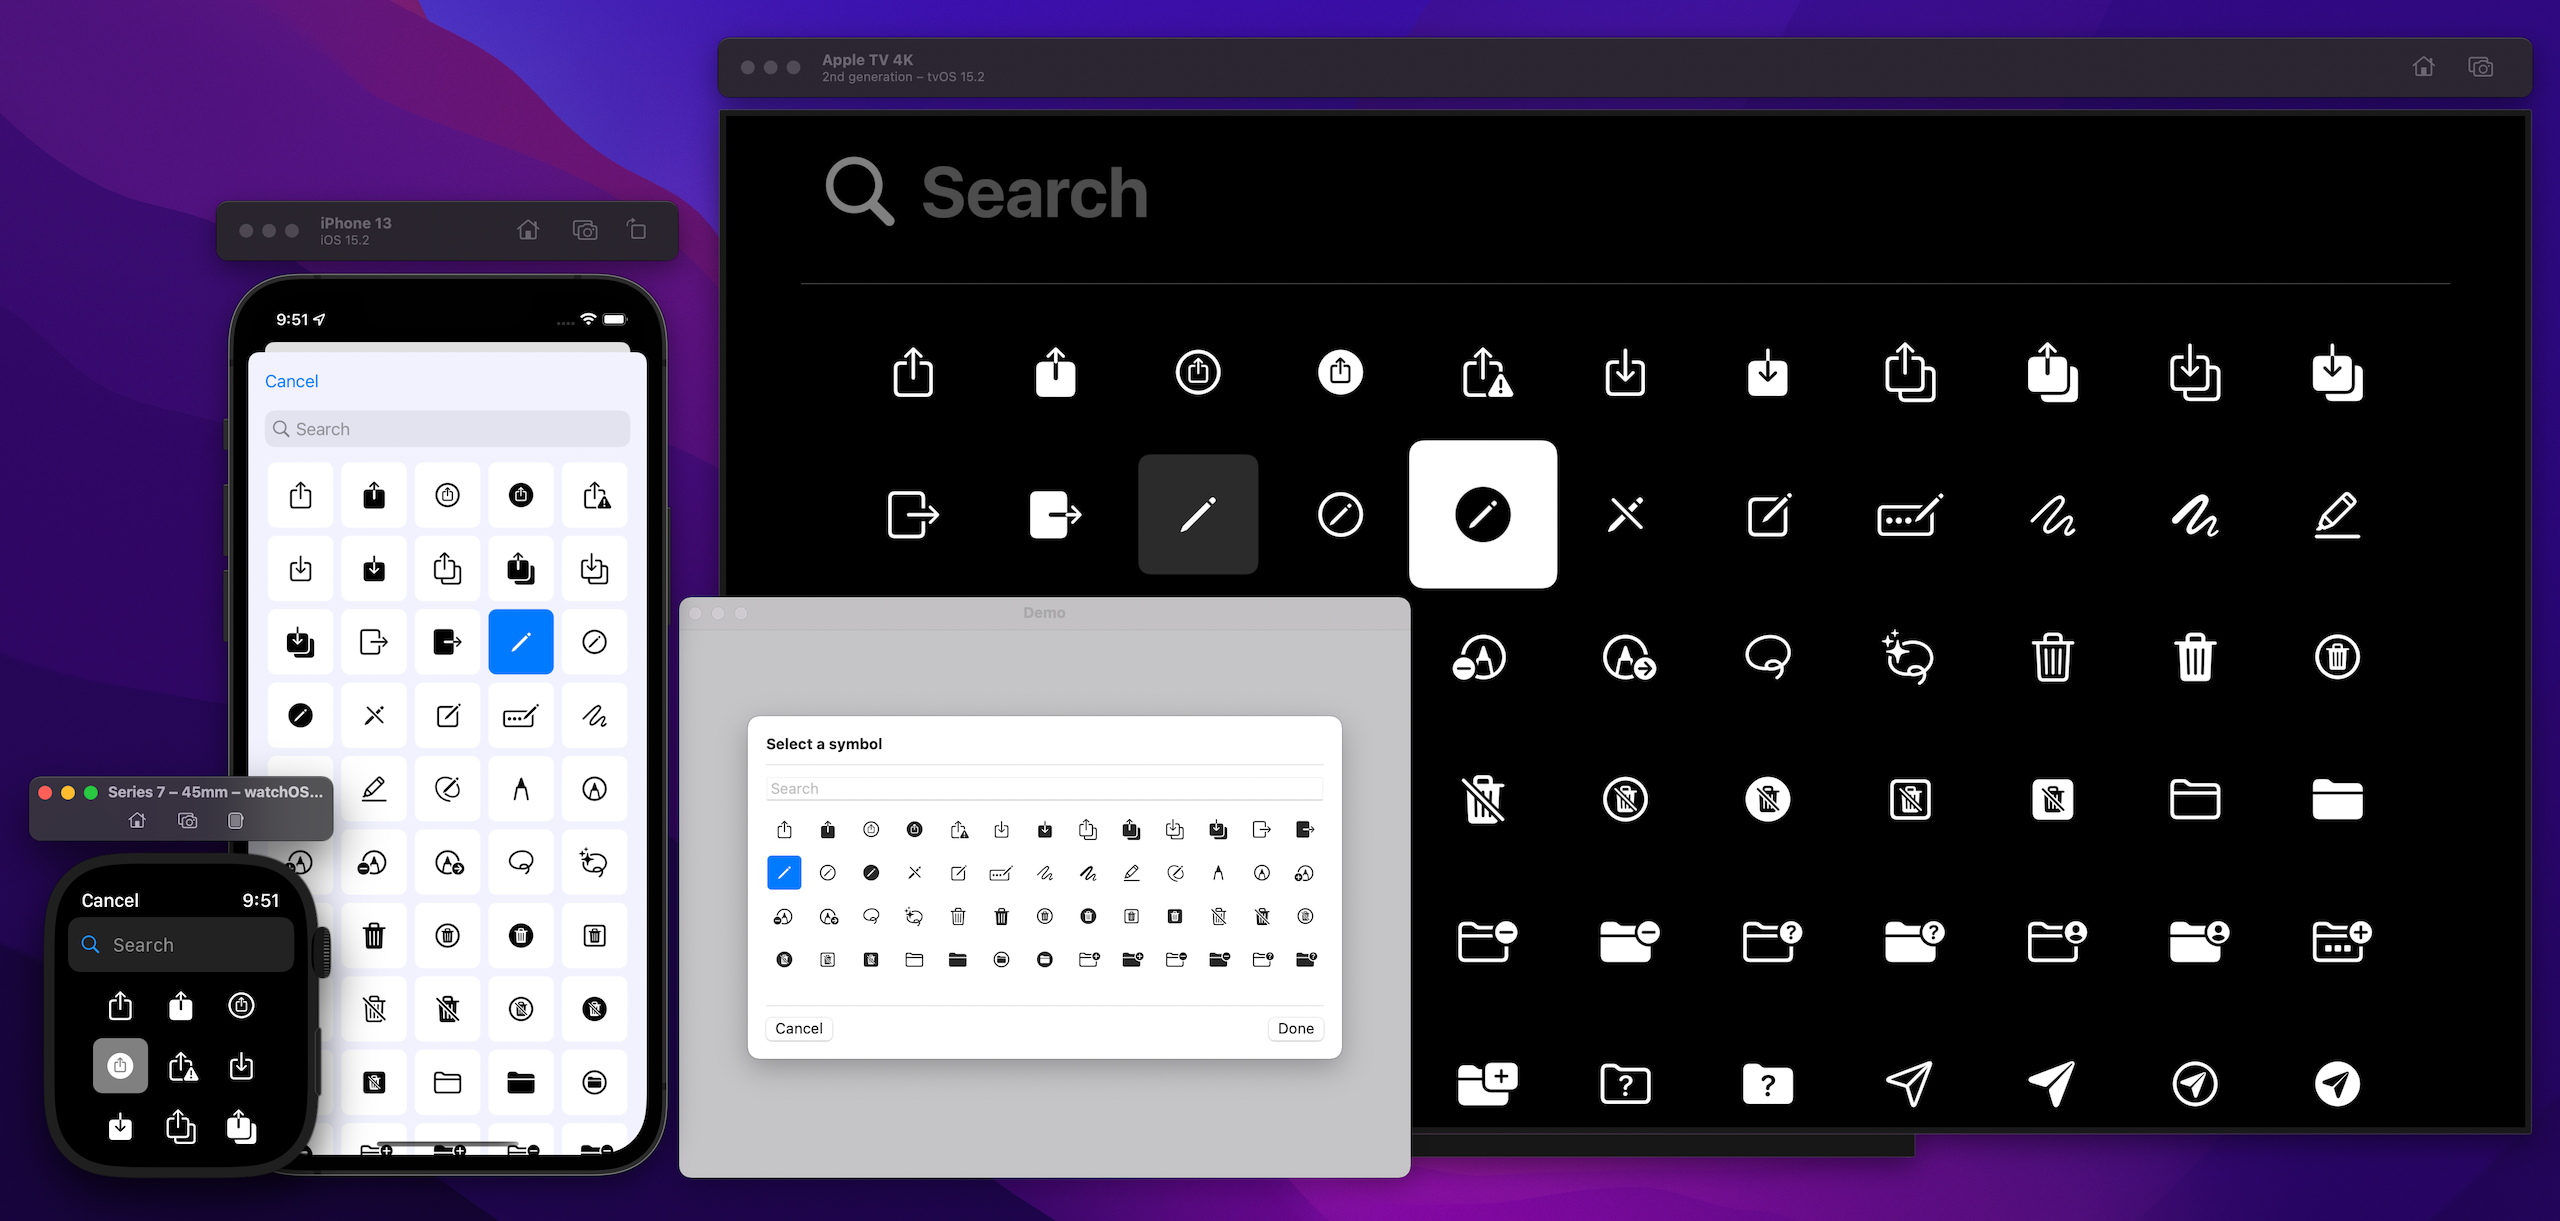 Apple TV 4K
2nd generation – tvOS 15.2
Search
iPhone 13
iOS 15.2
9:51
Cancel
Search
Demo
Select a symbol
Search
Cancel
Done
Series 7 – 45mm – watchOS...
Cancel
9:51
Search